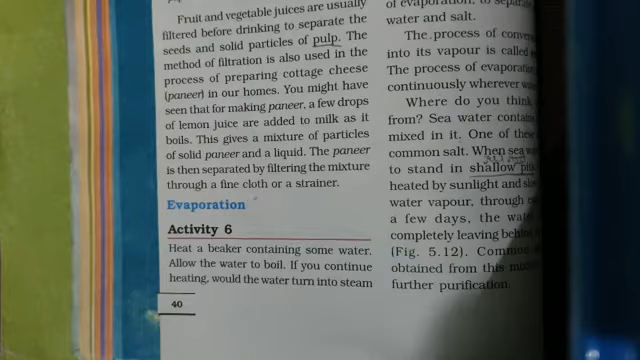 Fruit and vegetable juices are usually
filtered before drinking to separate the
seeds and solid particles of pulp. The
method of filtration is also used in the
process of preparing cottage cheese
(paneer) in our homes. You might have
seen that for making paneer, a few drops
of lemon juice are added to milk as it
boils. This gives a mixture of particles
of solid paneer and a liquid. The paneer
is then separated by filtering the mixture
through a fine cloth or a strainer.
Evaporation
Activity 6
Heat a beaker containing some water.
Allow the water to boil. If you continue
heating, would the water turn into steam
40
of evaporation, to separate
water and salt.
The process of conver
into its vapour is called
The process of evaporation
continuously wherever
Where do you think
from? Sea water contains
mixed in it. One of these
common salt. When sea
to stand in shallow pits
heated by sunlight and
water vapour, through
a few days, the water
completely leaving behind
(Fig. 5.12). Common
obtained from this
further purification.